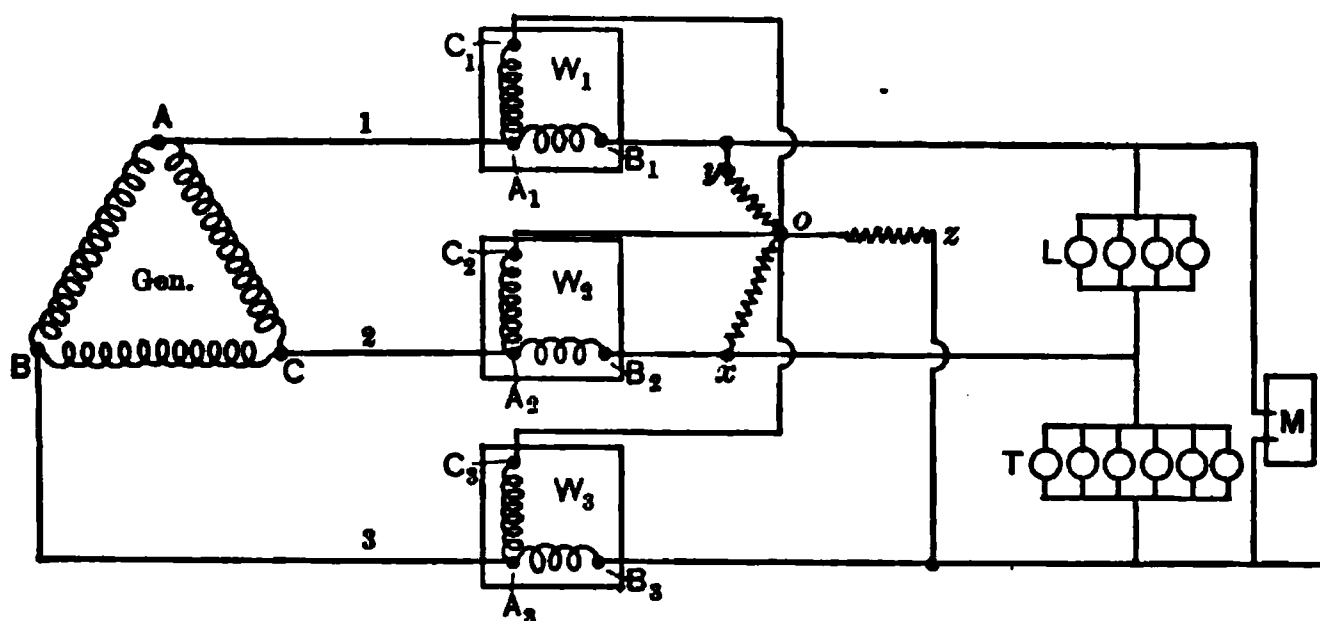 C₁
W₁
A
1
B₁
y
A₁
o
z
C₂
L
Gen.
W₂
2
B
C
B₂
x
A₂
M
C₃
T
W₃
3
B₃
A₃